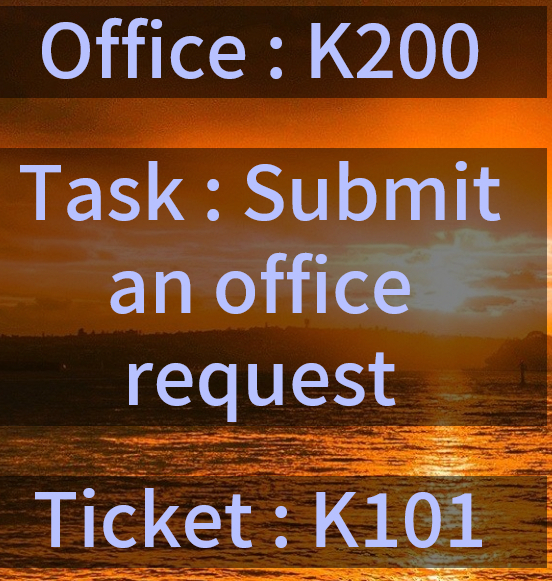 Office : K200
Task : Submit
an office
request
Ticket : K101